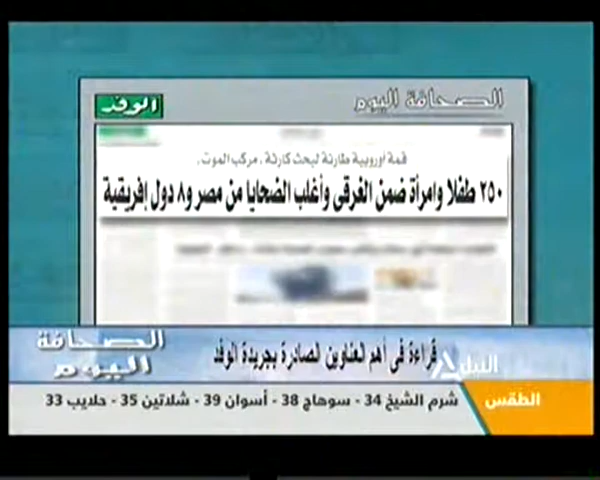 الصحافة اليوم
الوفد
قمة أوروبية طارئة لبحث كارثة «مركب الموت»
٢٥٠ طفلا وامرأة ضمن الغرقى وأغلب الضحايا من مصر و٨ دول إفريقية
الصحافة
اليوم
قراءة فى أهم العناوين الصادرة بجريدة الوفد
النيل
الطقس
شرم الشيخ 34 - سوهاج 38 - أسوان 39 - شلاتين 35 - حلايب 33